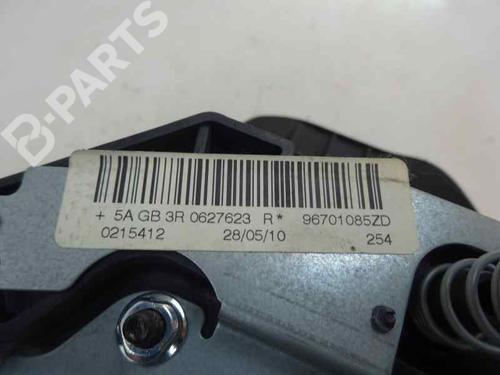 B-PARTS
+ 5A GB 3R 0627623 R* 96701085ZD
0215412 28/05/10 254